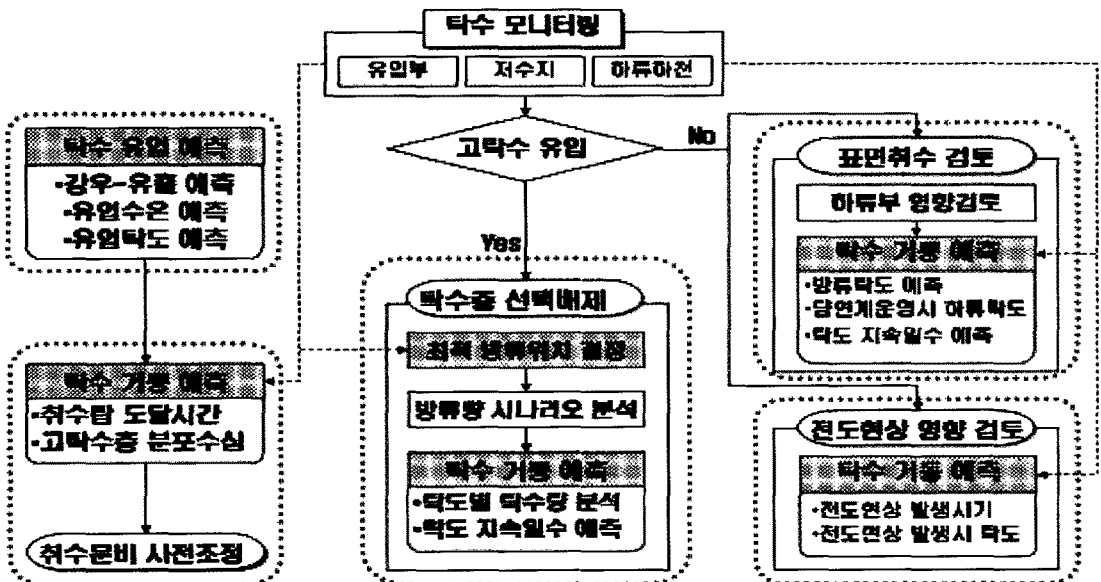 탁수 모니터링
유입부 저수지 하류하천
고탁수 유입
No
Yes
탁수 유입 예측
·강우-유출 예측
·유입수온 예측
·유입탁도 예측
탁수 거동 예측
·취수탑 도달시간
·고탁수층 분포수심
취수문비 사전조정
탁수층 선택배제
최적 방류위치 결정
방류량 시나리오 분석
탁수 거동 예측
·탁도별 탁수량 분석
·탁도 지속일수 예측
표면취수 검토
하류부 영향검토
탁수 거동 예측
·방류탁도 예측
·댐연계운영시 하류탁도
·탁도 지속일수 예측
전도현상 영향 검토
탁수 거동 예측
·전도현상 발생시기
·전도현상 발생시 탁도